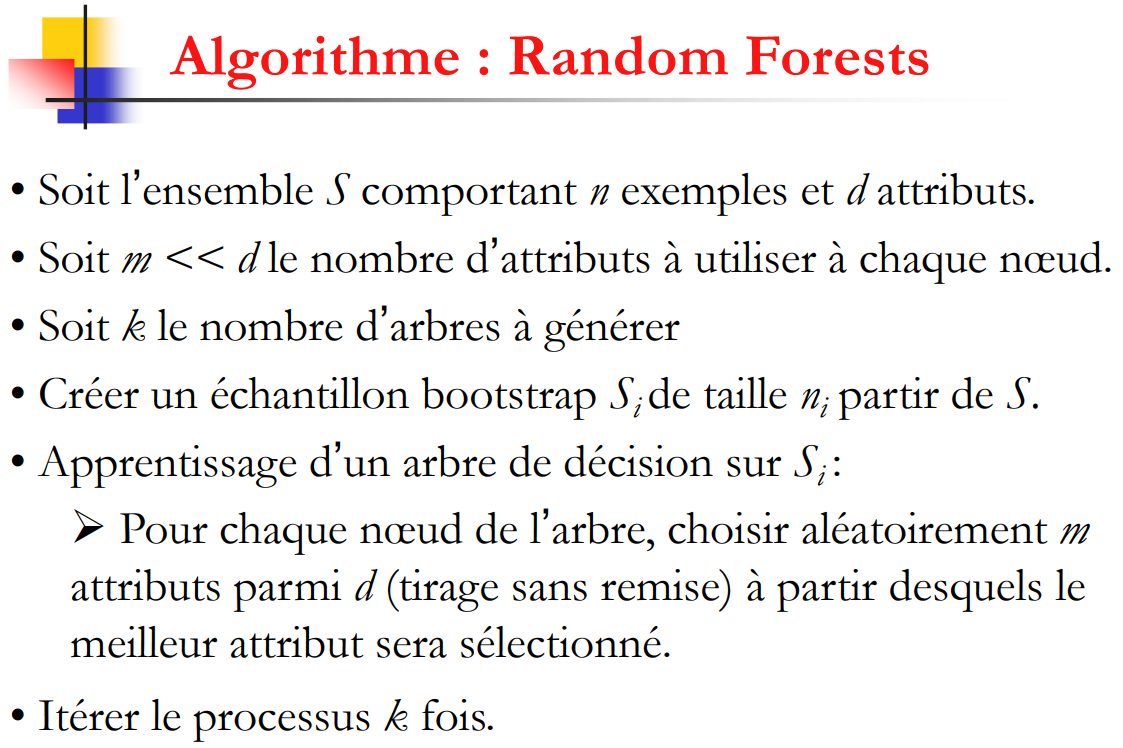 Algorithme : Random Forests
• Soit l’ensemble S comportant n exemples et d attributs.
• Soit m << d le nombre d’attributs à utiliser à chaque nœud.
• Soit k le nombre d’arbres à générer
• Créer un échantillon bootstrap Si de taille ni partir de S.
• Apprentissage d’un arbre de décision sur Si :
➢ Pour chaque nœud de l’arbre, choisir aléatoirement m
attributs parmi d (tirage sans remise) à partir desquels le
meilleur attribut sera sélectionné.
• Itérer le processus k fois.